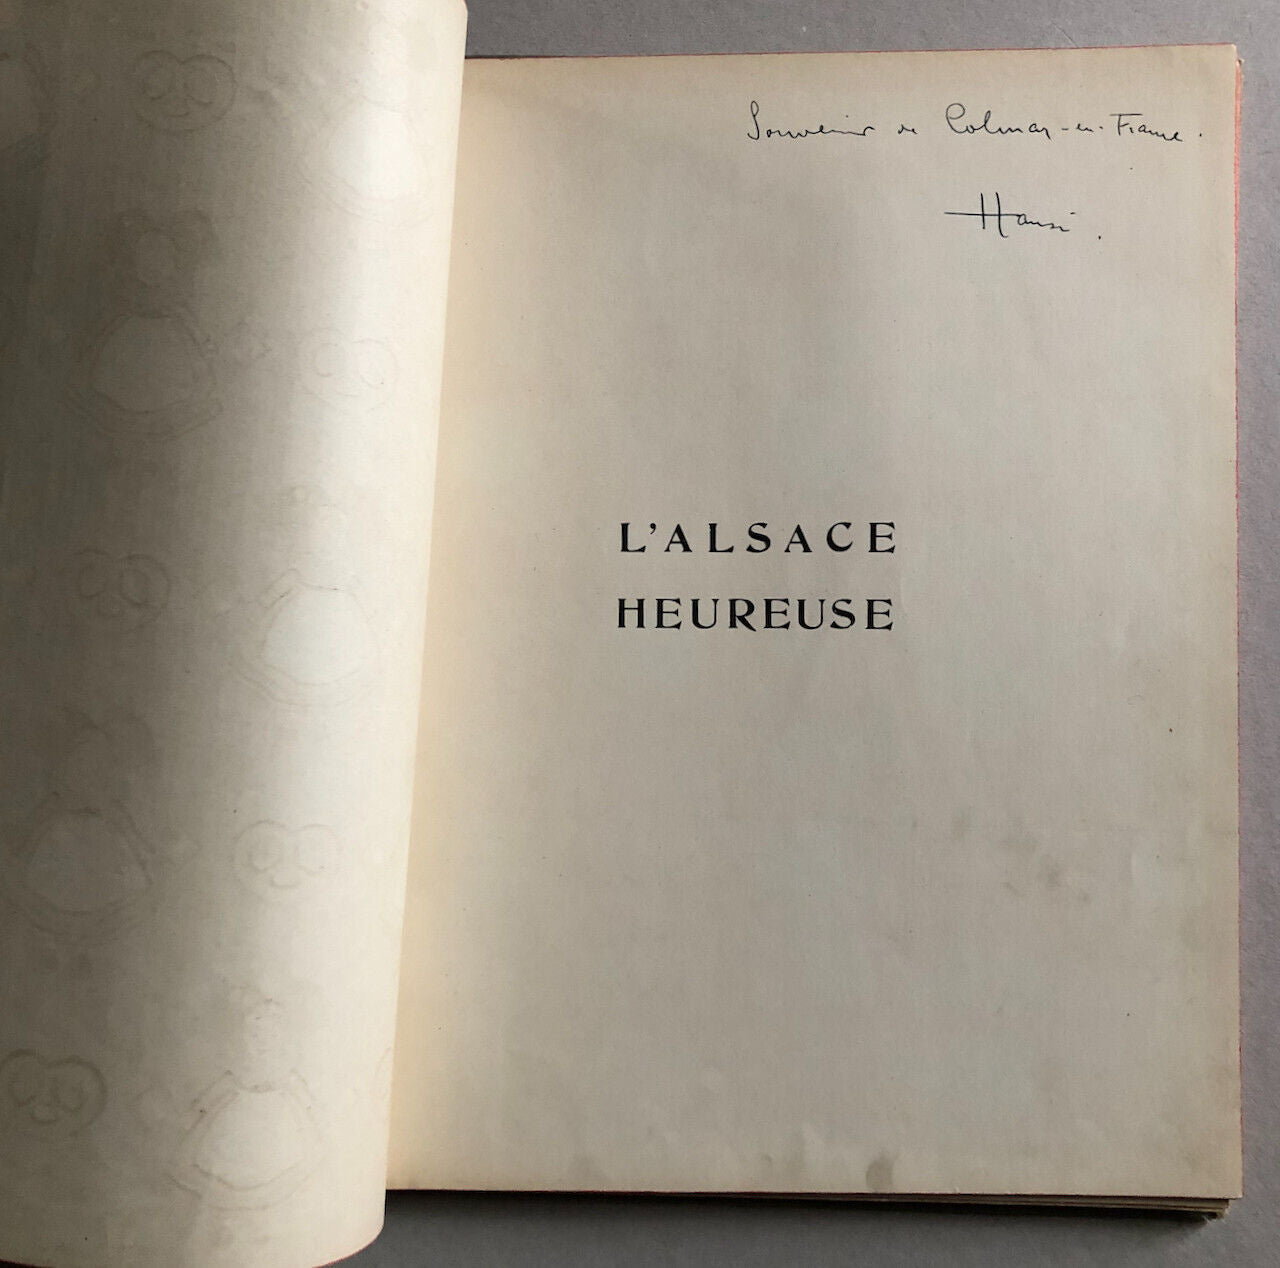 Souvenir de Colmar-en-France.
Hansi.
L'ALSACE
HEUREUSE